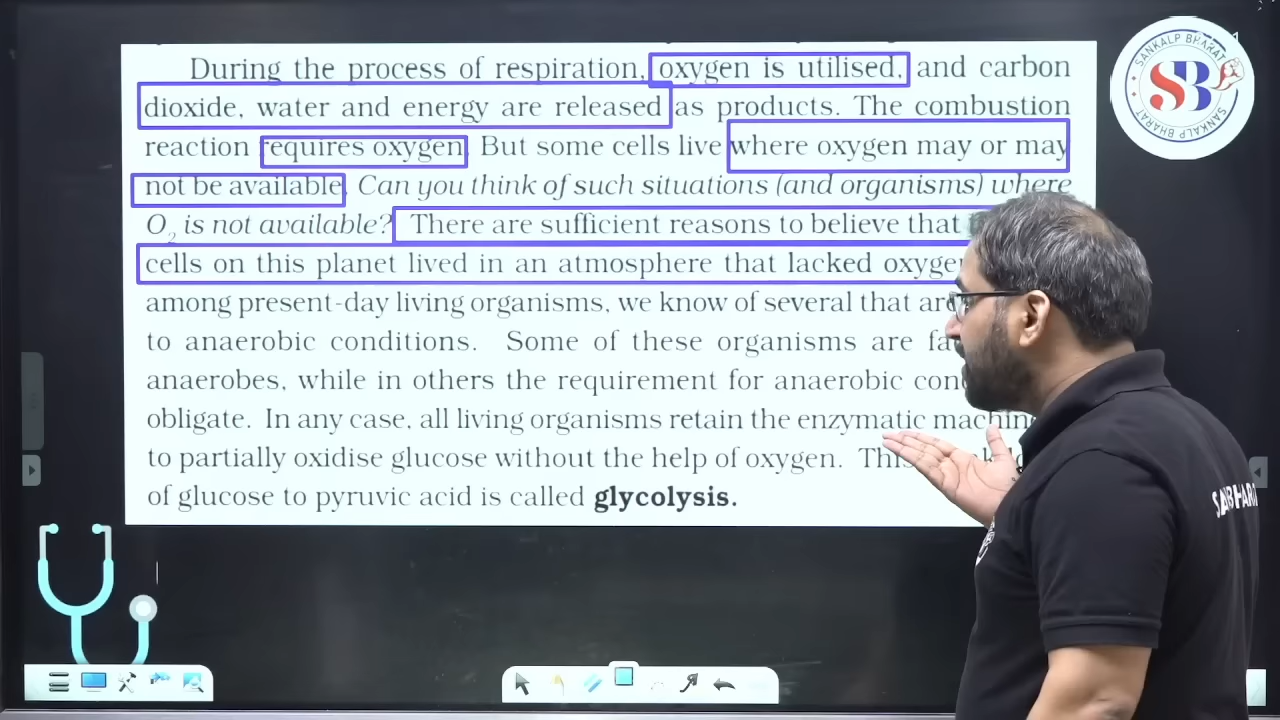 During the process of respiration, oxygen is utilised, and carbon
dioxide, water and energy are released as products. The combustion
reaction requires oxygen. But some cells live where oxygen may or may
not be available. Can you think of such situations (and organisms) where
O₂ is not available? There are sufficient reasons to believe that
cells on this planet lived in an atmosphere that lacked
among present-day living organisms, we know of several that
to anaerobic conditions. Some of these organisms are
anaerobes, while in others the requirement for anaerobic
obligate. In any case, all living organisms retain the enzymatic
to partially oxidise glucose without the help of oxygen.
of glucose to pyruvic acid is called glycolysis.
SANKALP BHARAT
SB
SANKALP BHARAT